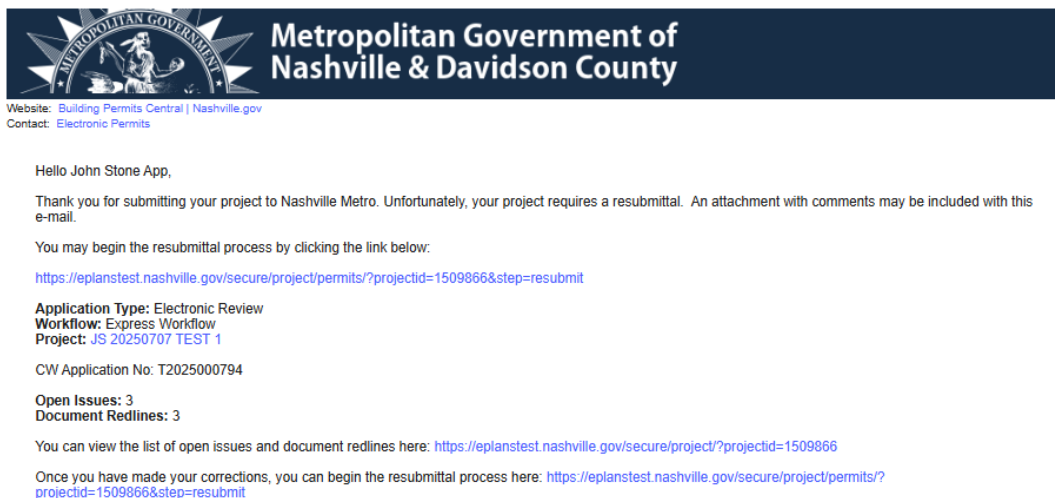 METROPOLITAN GOVERNMENT
Metropolitan Government of
Nashville & Davidson County
Website: Building Permits Central | Nashville.gov
Contact: Electronic Permits
Hello John Stone App,
Thank you for submitting your project to Nashville Metro. Unfortunately, your project requires a resubmittal. An attachment with comments may be included with this
e-mail.
You may begin the resubmittal process by clicking the link below:
https://eplanstest.nashville.gov/secure/project/permits/?projectid=1509866&step=resubmit
Application Type: Electronic Review
Workflow: Express Workflow
Project: JS 20250707 TEST 1
CW Application No: T2025000794
Open Issues: 3
Document Redlines: 3
You can view the list of open issues and document redlines here: https://eplanstest.nashville.gov/secure/project/?projectid=1509866
Once you have made your corrections, you can begin the resubmittal process here: https://eplanstest.nashville.gov/secure/project/permits/?
projectid=1509866&step=resubmit